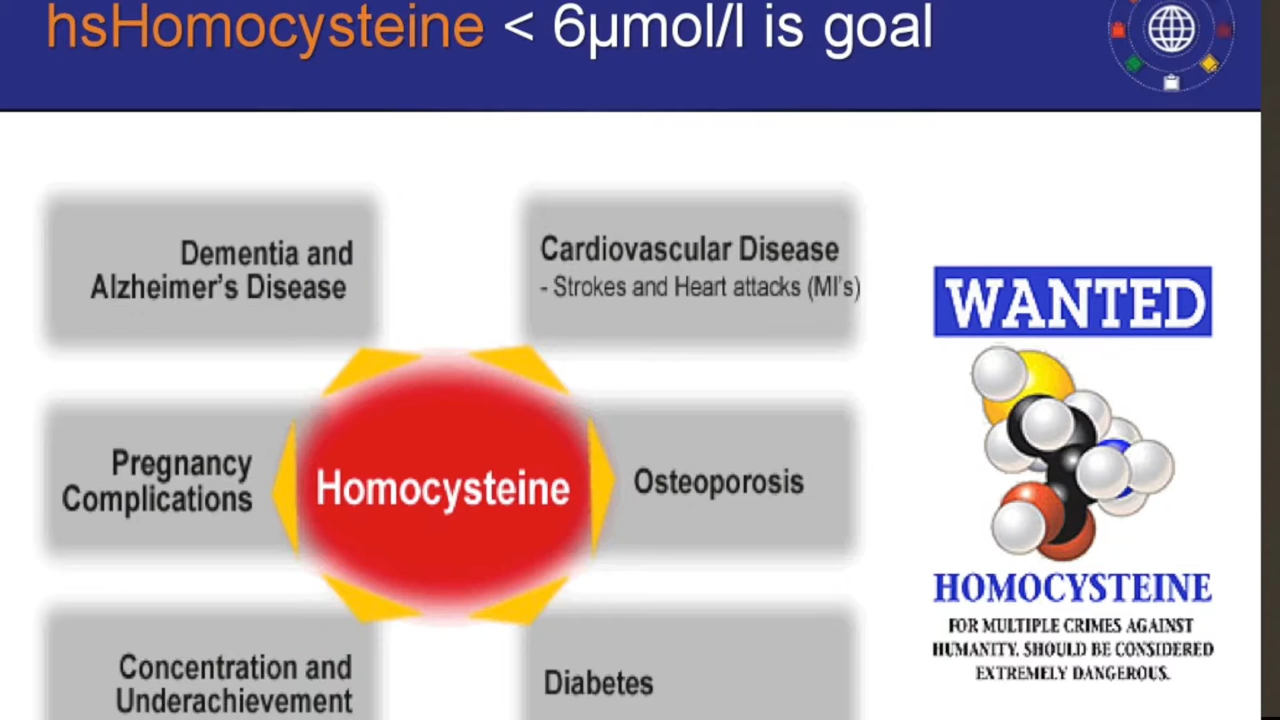 hsHomocysteine < 6µmol/l is goal
Dementia and
Alzheimer's Disease
Cardiovascular Disease
- Strokes and Heart attacks (MI's)
Pregnancy
Complications
Homocysteine
Osteoporosis
Concentration and
Underachievement
Diabetes
WANTED
HOMOCYSTEINE
FOR MULTIPLE CRIMES AGAINST
HUMANITY. SHOULD BE CONSIDERED
EXTREMELY DANGEROUS.